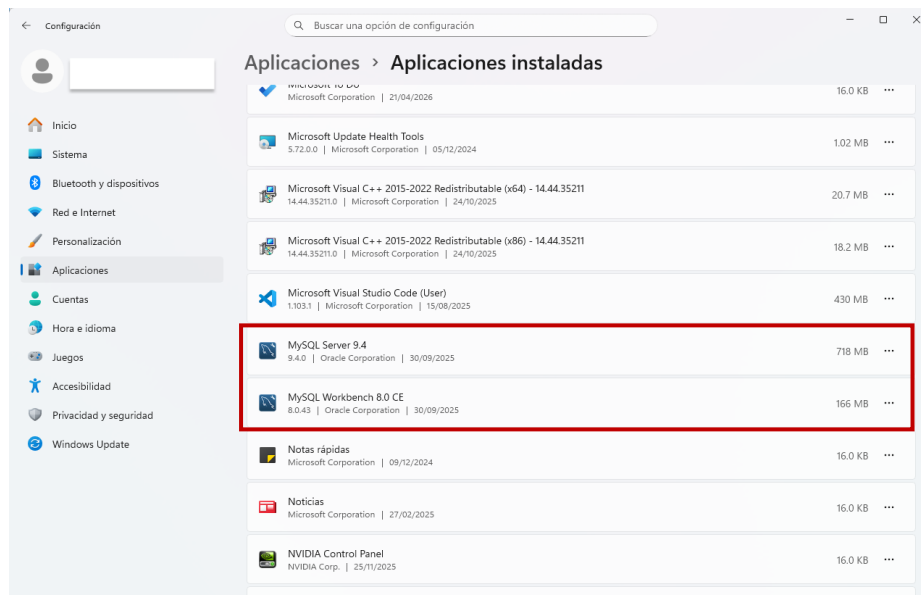 Configuración
Buscar una opción de configuración
Aplicaciones > Aplicaciones instaladas
Inicio
Sistema
Bluetooth y dispositivos
Red e Internet
Personalización
Aplicaciones
Cuentas
Hora e idioma
Juegos
Accesibilidad
Privacidad y seguridad
Windows Update
Microsoft To Do
Microsoft Corporation | 21/04/2026
16.0 KB
Microsoft Update Health Tools
5.72.0.0 | Microsoft Corporation | 05/12/2024
1.02 MB
Microsoft Visual C++ 2015-2022 Redistributable (x64) - 14.44.35211
14.44.35211.0 | Microsoft Corporation | 24/10/2025
20.7 MB
Microsoft Visual C++ 2015-2022 Redistributable (x86) - 14.44.35211
14.44.35211.0 | Microsoft Corporation | 24/10/2025
18.2 MB
Microsoft Visual Studio Code (User)
1.103.1 | Microsoft Corporation | 15/08/2025
430 MB
MySQL Server 9.4
9.4.0 | Oracle Corporation | 30/09/2025
718 MB
MySQL Workbench 8.0 CE
8.0.43 | Oracle Corporation | 30/09/2025
166 MB
Notas rápidas
Microsoft Corporation | 09/12/2024
16.0 KB
Noticias
Microsoft Corporation | 27/02/2025
16.0 KB
NVIDIA Control Panel
NVIDIA Corp. | 25/11/2025
16.0 KB